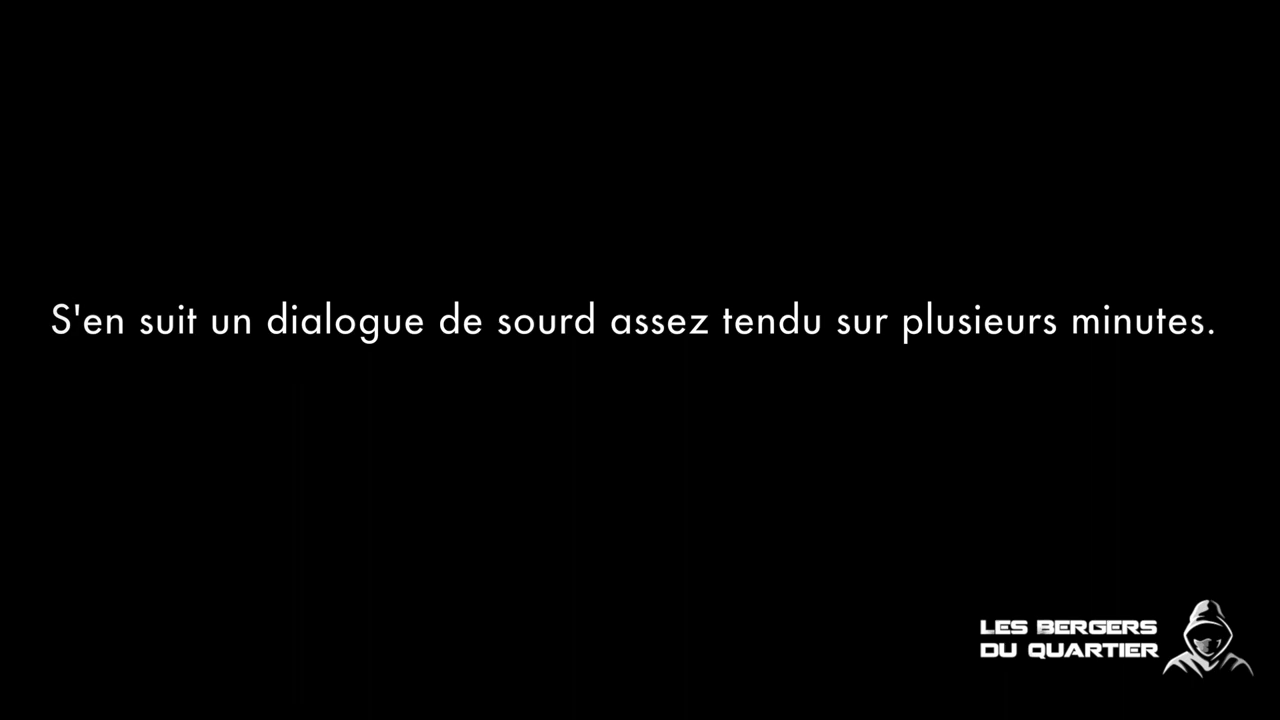 S'en suit un dialogue de sourd assez tendu sur plusieurs minutes.
LES BERGERS
DU QUARTIER